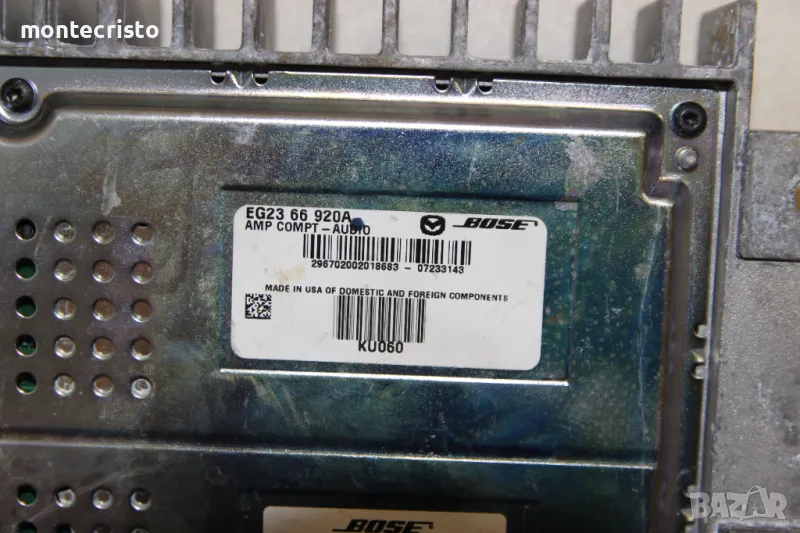 montecristo
EG23 66 920A
BOSE
AMP COMPT-AUDIO
296702002018683 - 07233143
MADE IN USA OF DOMESTIC AND FOREIGN COMPONENTS
KU060
BOSE
BAZAR